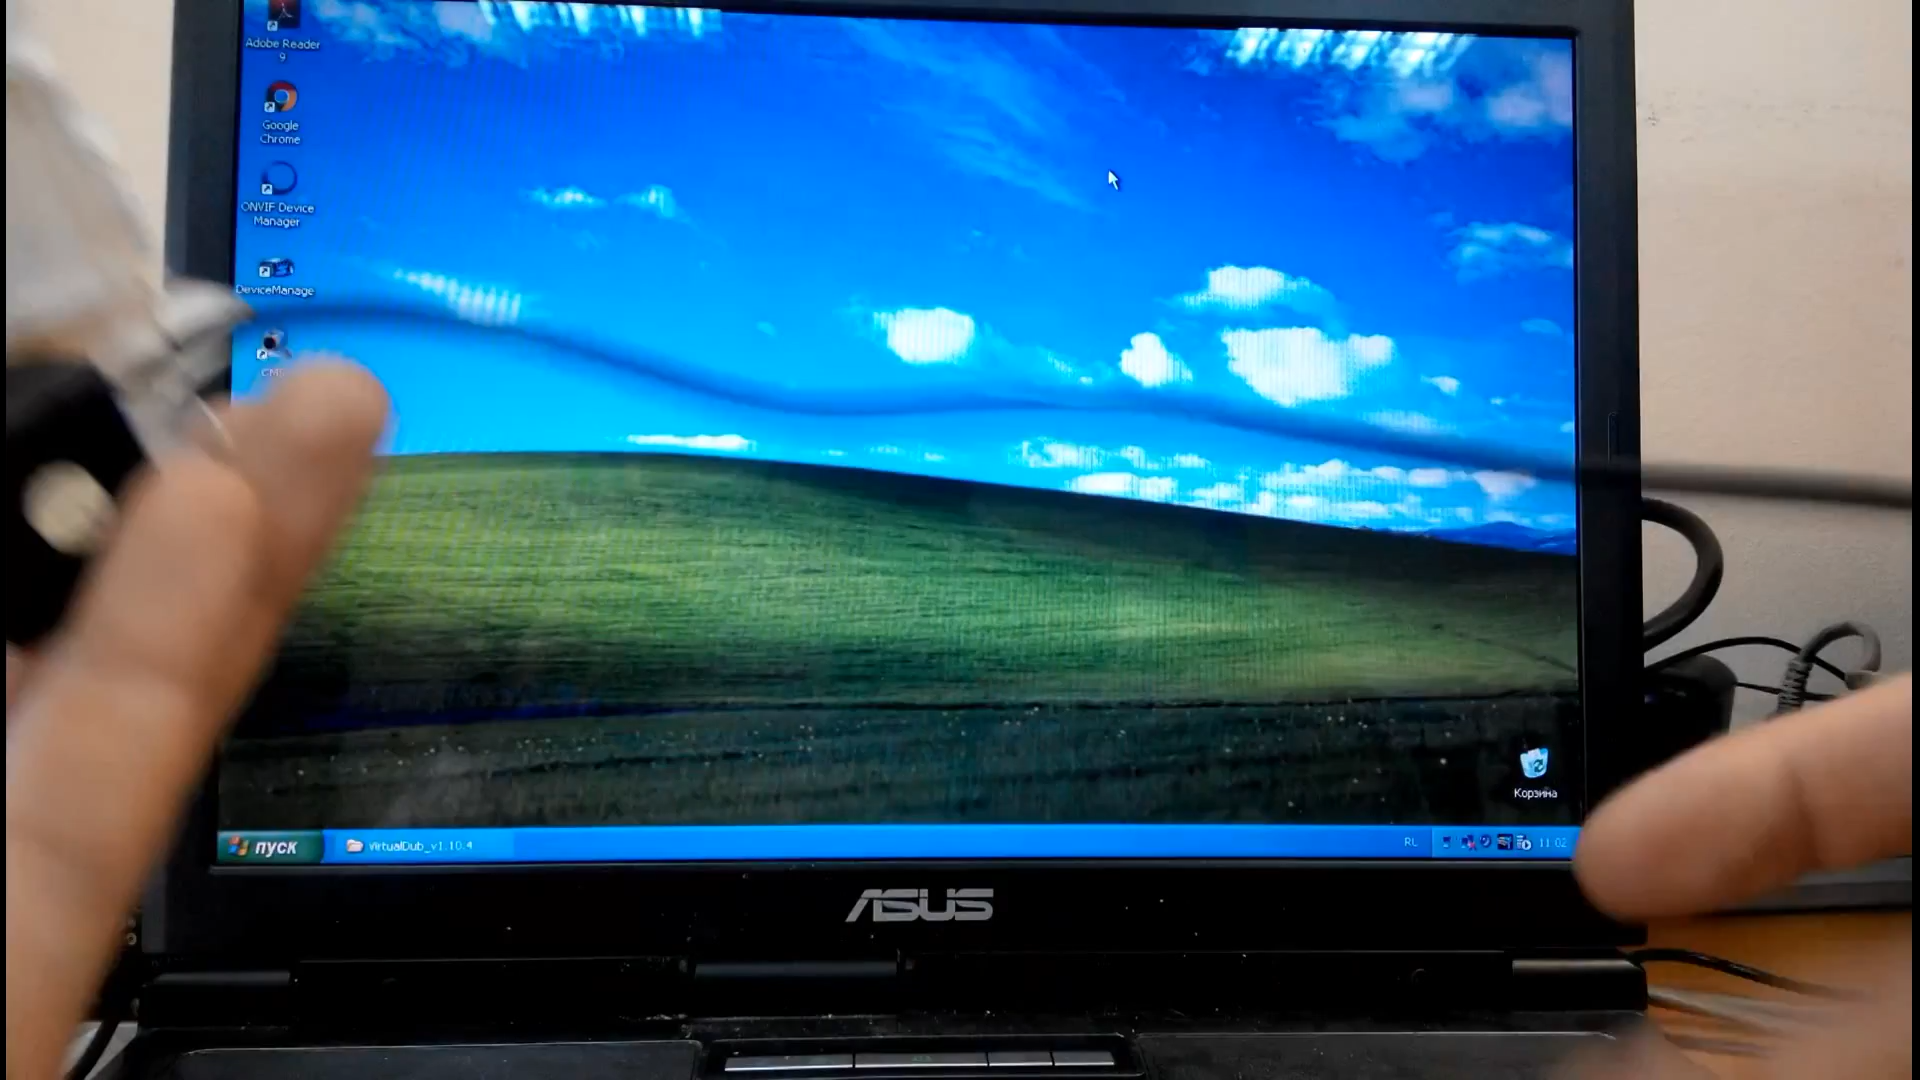 Adobe Reader
9
Google
Chrome
ONVIF Device
Manager
DeviceManage
Корзина
пуск
VirtualDub_v1.10.4
RL
11:02
ASUS